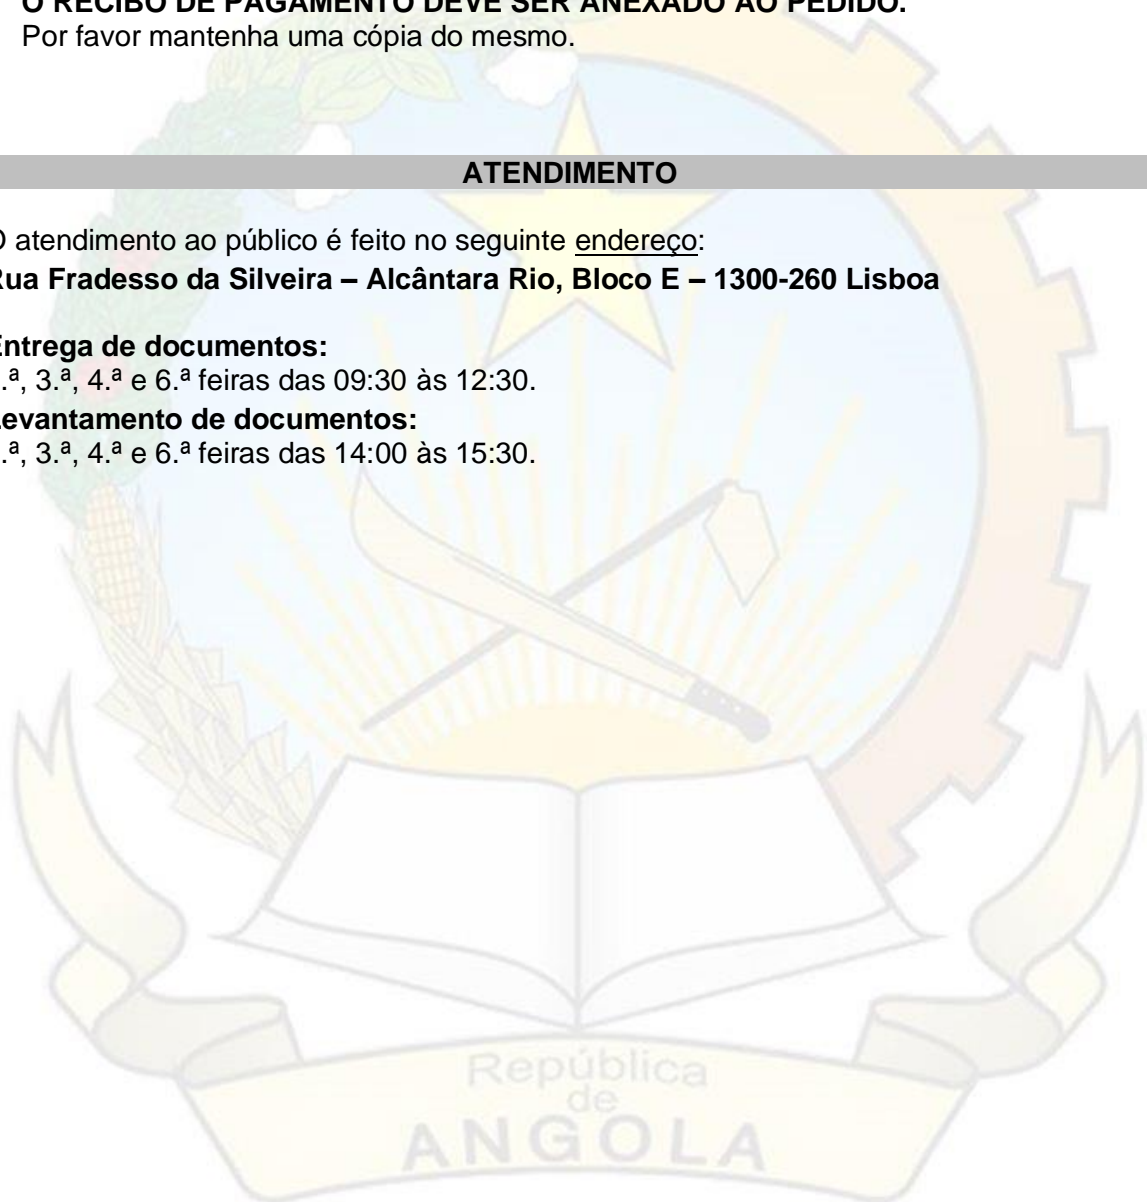 O RECIBO DE PAGAMENTO DEVE SER ANEXADO AO PEDIDO.
Por favor mantenha uma cópia do mesmo.
ATENDIMENTO
O atendimento ao público é feito no seguinte endereço:
Rua Fradesso da Silveira – Alcântara Rio, Bloco E – 1300-260 Lisboa
Entrega de documentos:
.ª, 3.ª, 4.ª e 6.ª feiras das 09:30 às 12:30.
Levantamento de documentos:
.ª, 3.ª, 4.ª e 6.ª feiras das 14:00 às 15:30.
República
de
ANGOLA